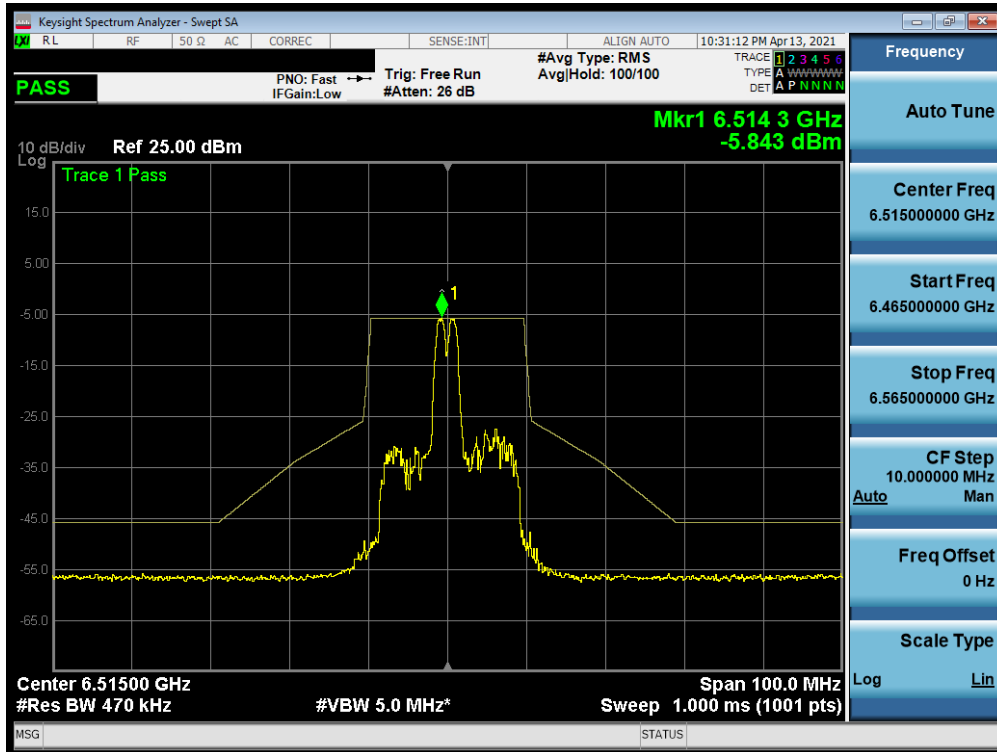 Keysight Spectrum Analyzer - Swept SA
LXI RL RF 50 Ω AC CORREC SENSE:INT ALIGN AUTO 10:31:12 PM Apr 13, 2021
PASS
PNO: Fast
IFGain:Low
Trig: Free Run
#Atten: 26 dB
#Avg Type: RMS
Avg|Hold: 100/100
TRACE 1 2 3 4 5 6
TYPE A WWWWW
DET A P N N N N
Mkr1 6.514 3 GHz
-5.843 dBm
10 dB/div
Log
Ref 25.00 dBm
Trace 1 Pass
1
15.0
5.00
-5.00
-15.0
-25.0
-35.0
-45.0
-55.0
-65.0
Center 6.51500 GHz
#Res BW 470 kHz
#VBW 5.0 MHz*
Span 100.0 MHz
Sweep 1.000 ms (1001 pts)
MSG STATUS
Frequency
Auto Tune
Center Freq
6.515000000 GHz
Start Freq
6.465000000 GHz
Stop Freq
6.565000000 GHz
CF Step
10.000000 MHz
Auto Man
Freq Offset
0 Hz
Scale Type
Log Lin